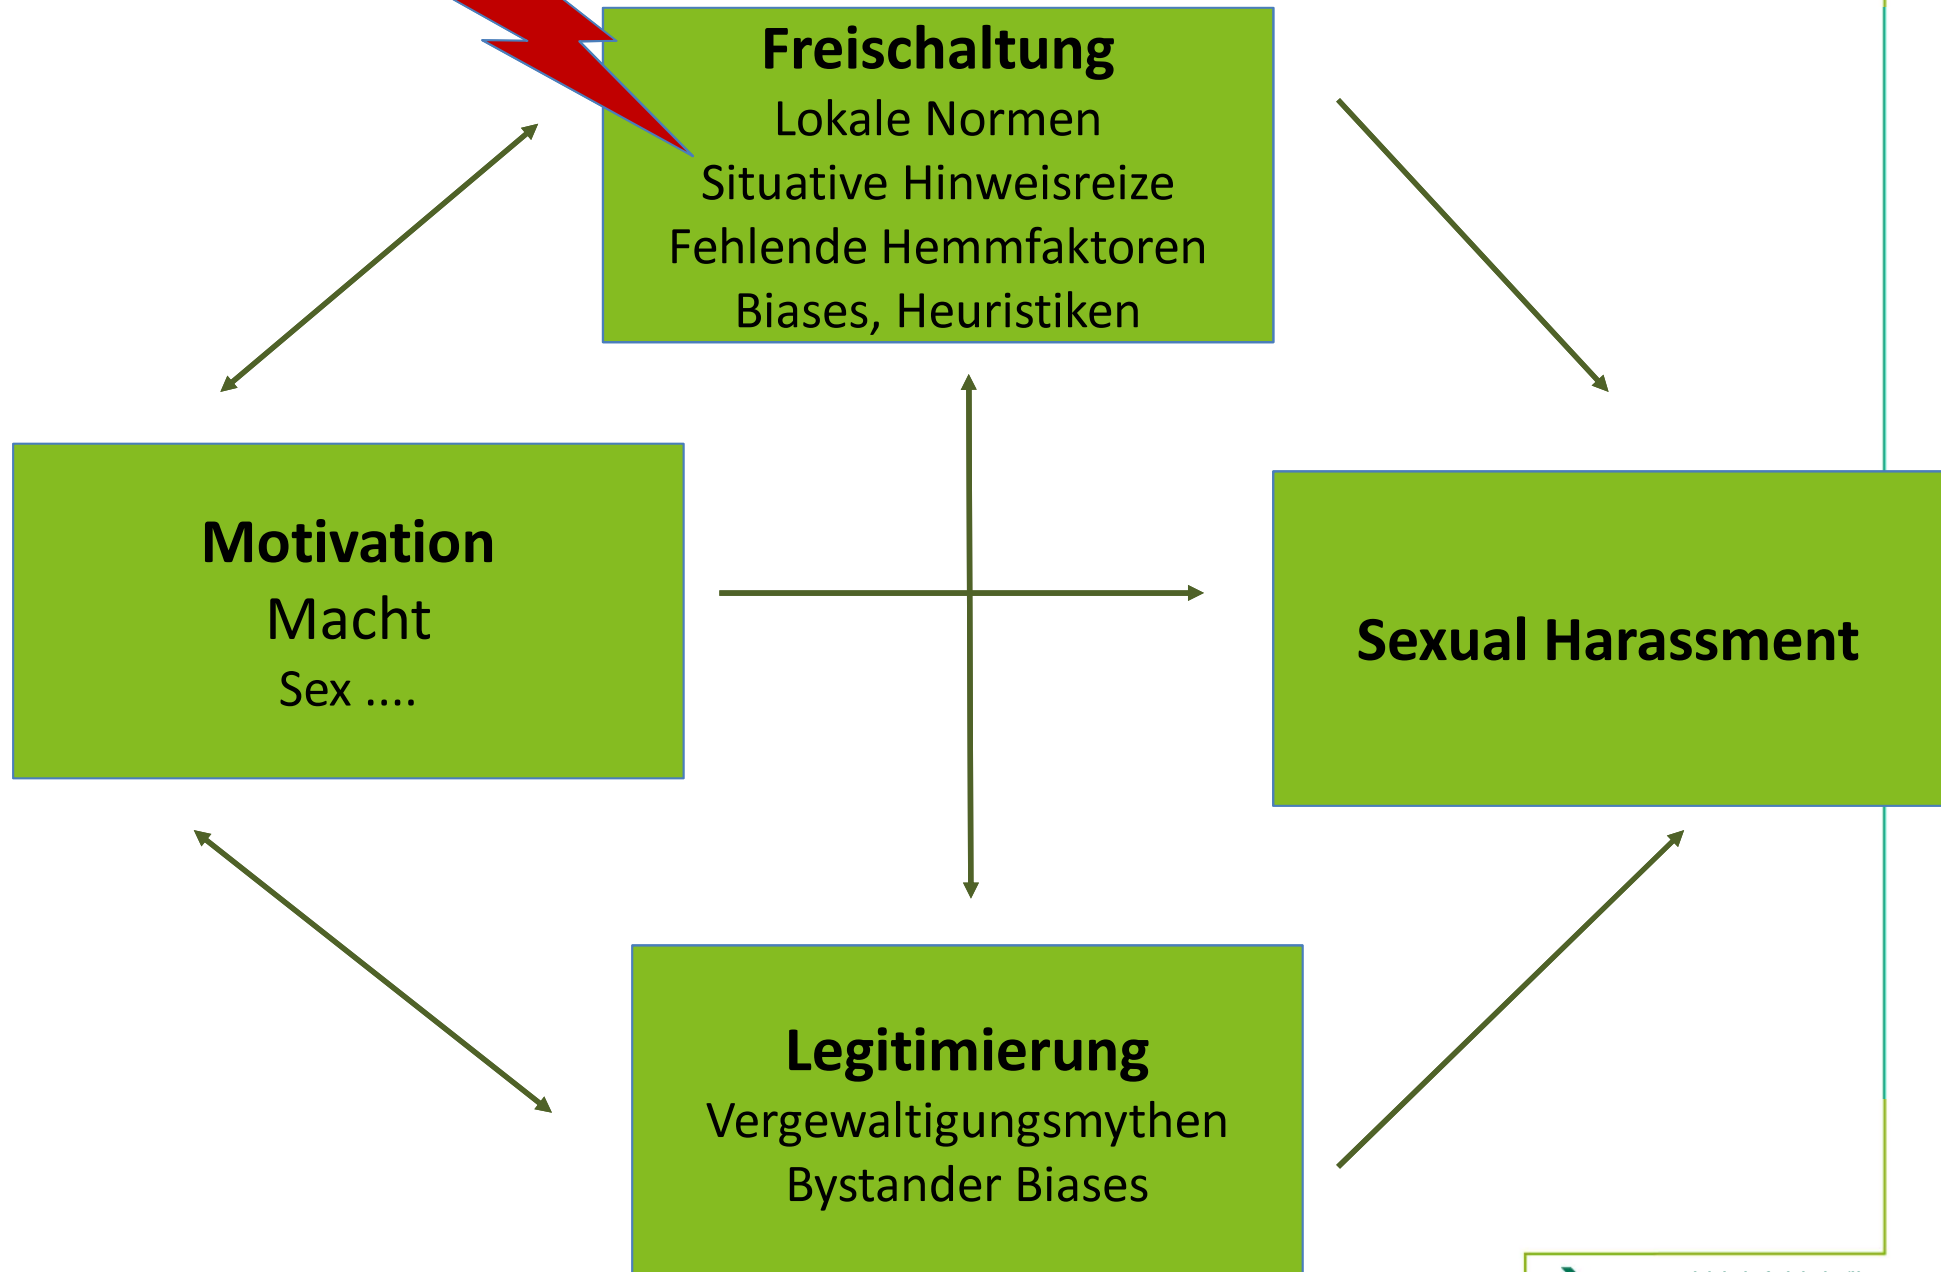 Freischaltung
Lokale Normen
Situative Hinweisreize
Fehlende Hemmfaktoren
Biases, Heuristiken
Motivation
Macht
Sex ....
Sexual Harassment
Legitimierung
Vergewaltigungsmythen
Bystander Biases